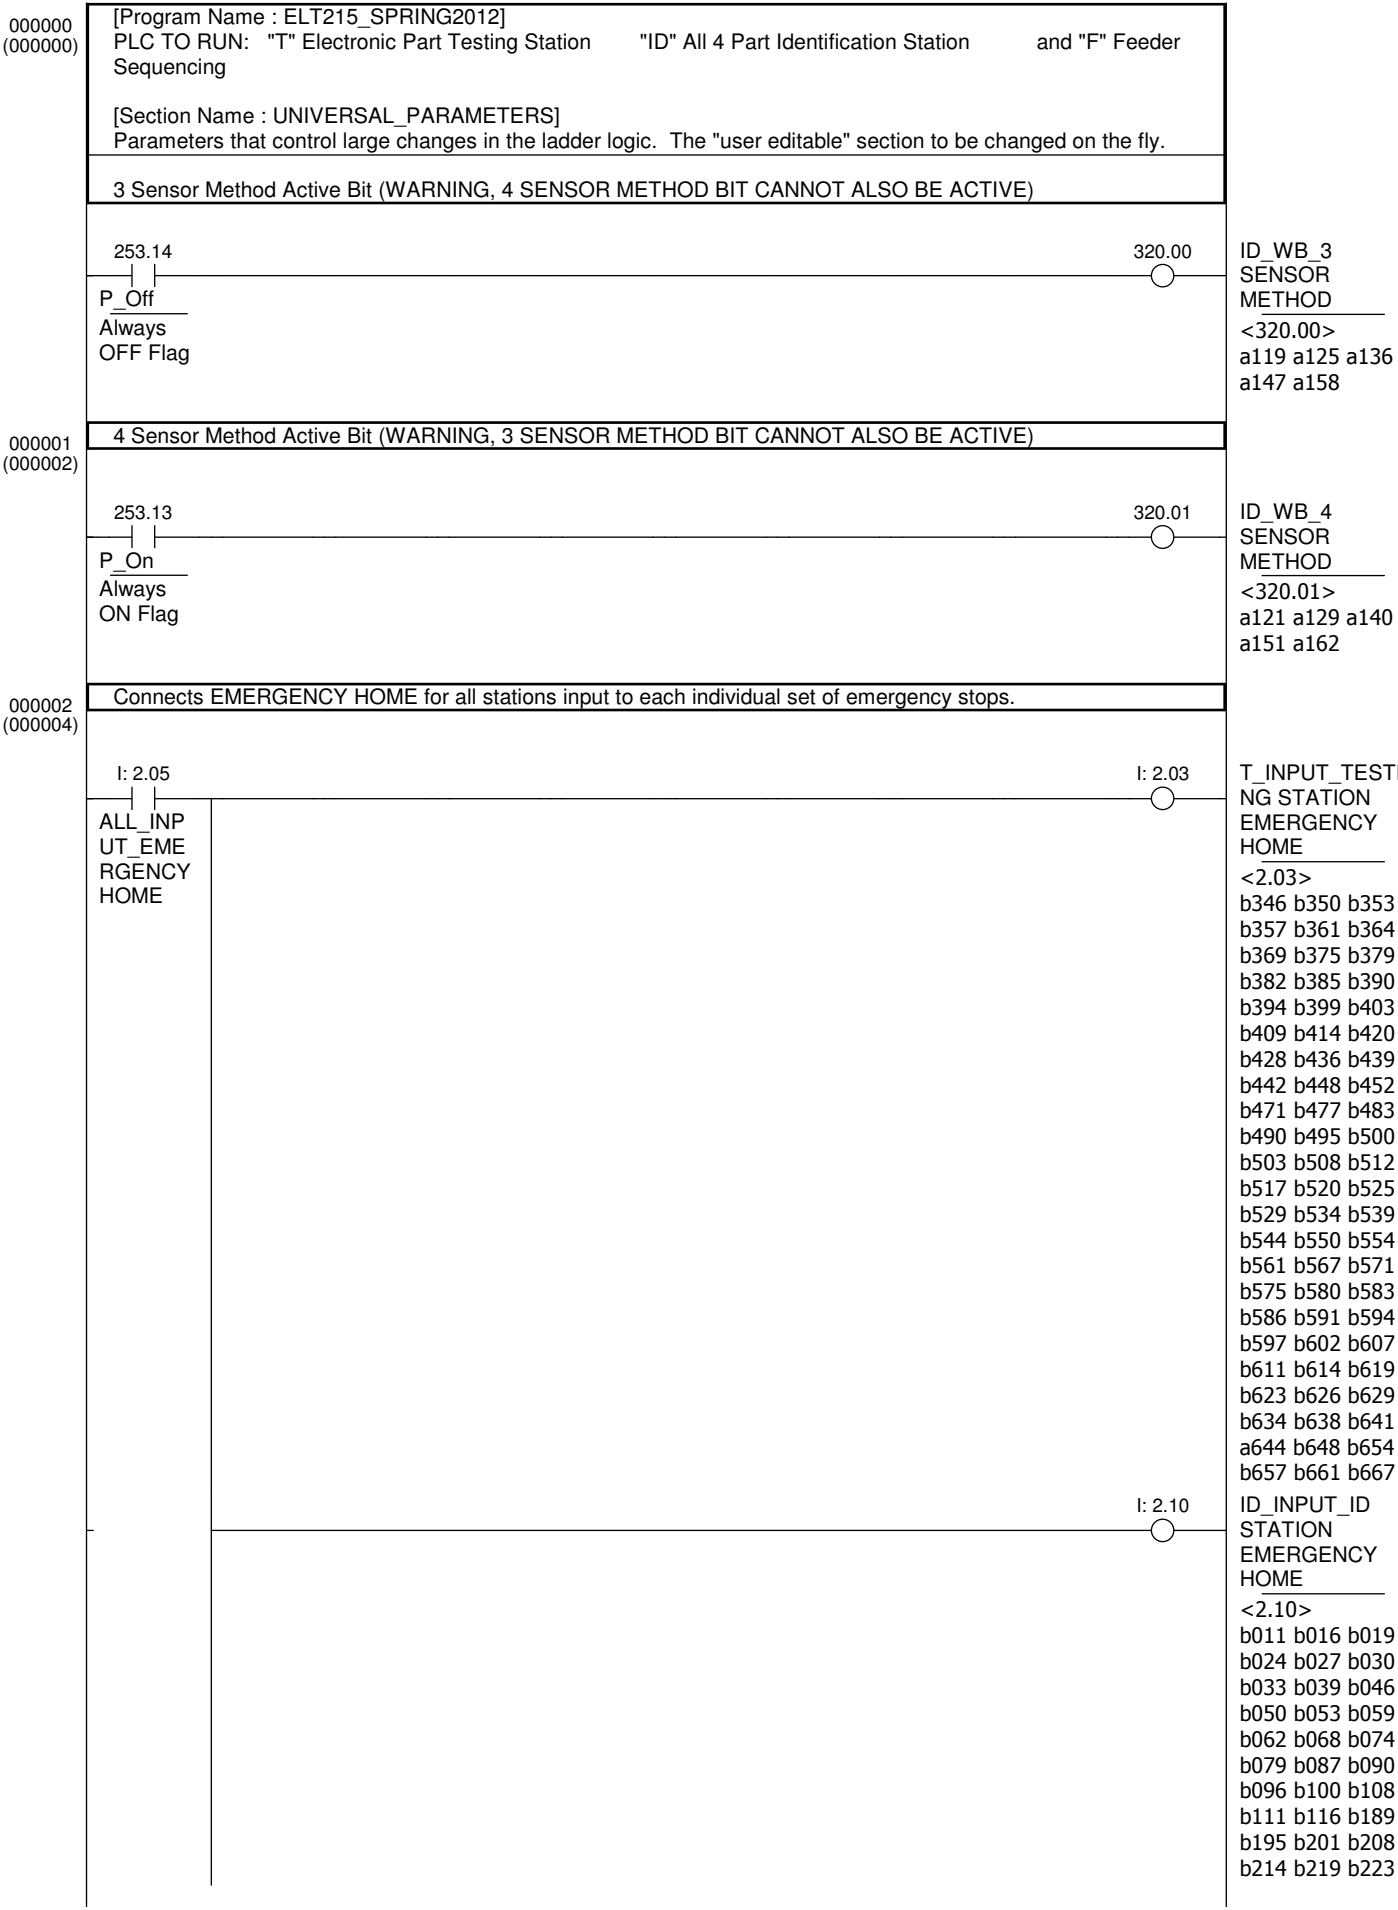 000000
(000000)
[Program Name : ELT215_SPRING2012]
PLC TO RUN: "T" Electronic Part Testing Station "ID" All 4 Part Identification Station and "F" Feeder
Sequencing
[Section Name : UNIVERSAL_PARAMETERS]
Parameters that control large changes in the ladder logic. The "user editable" section to be changed on the fly.
3 Sensor Method Active Bit (WARNING, 4 SENSOR METHOD BIT CANNOT ALSO BE ACTIVE)
253.14
P_Off
Always
OFF Flag
320.00
ID_WB_3
SENSOR
METHOD
<320.00>
a119 a125 a136
a147 a158
000001
(000002)
4 Sensor Method Active Bit (WARNING, 3 SENSOR METHOD BIT CANNOT ALSO BE ACTIVE)
253.13
P_On
Always
ON Flag
320.01
ID_WB_4
SENSOR
METHOD
<320.01>
a121 a129 a140
a151 a162
000002
(000004)
Connects EMERGENCY HOME for all stations input to each individual set of emergency stops.
I: 2.05
ALL_INP
UT_EME
RGENCY
HOME
I: 2.03
T_INPUT_TESTI
NG STATION
EMERGENCY
HOME
<2.03>
b346 b350 b353
b357 b361 b364
b369 b375 b379
b382 b385 b390
b394 b399 b403
b409 b414 b420
b428 b436 b439
b442 b448 b452
b471 b477 b483
b490 b495 b500
b503 b508 b512
b517 b520 b525
b529 b534 b539
b544 b550 b554
b561 b567 b571
b575 b580 b583
b586 b591 b594
b597 b602 b607
b611 b614 b619
b623 b626 b629
b634 b638 b641
a644 b648 b654
b657 b661 b667
I: 2.10
ID_INPUT_ID
STATION
EMERGENCY
HOME
<2.10>
b011 b016 b019
b024 b027 b030
b033 b039 b046
b050 b053 b059
b062 b068 b074
b079 b087 b090
b096 b100 b108
b111 b116 b189
b195 b201 b208
b214 b219 b223